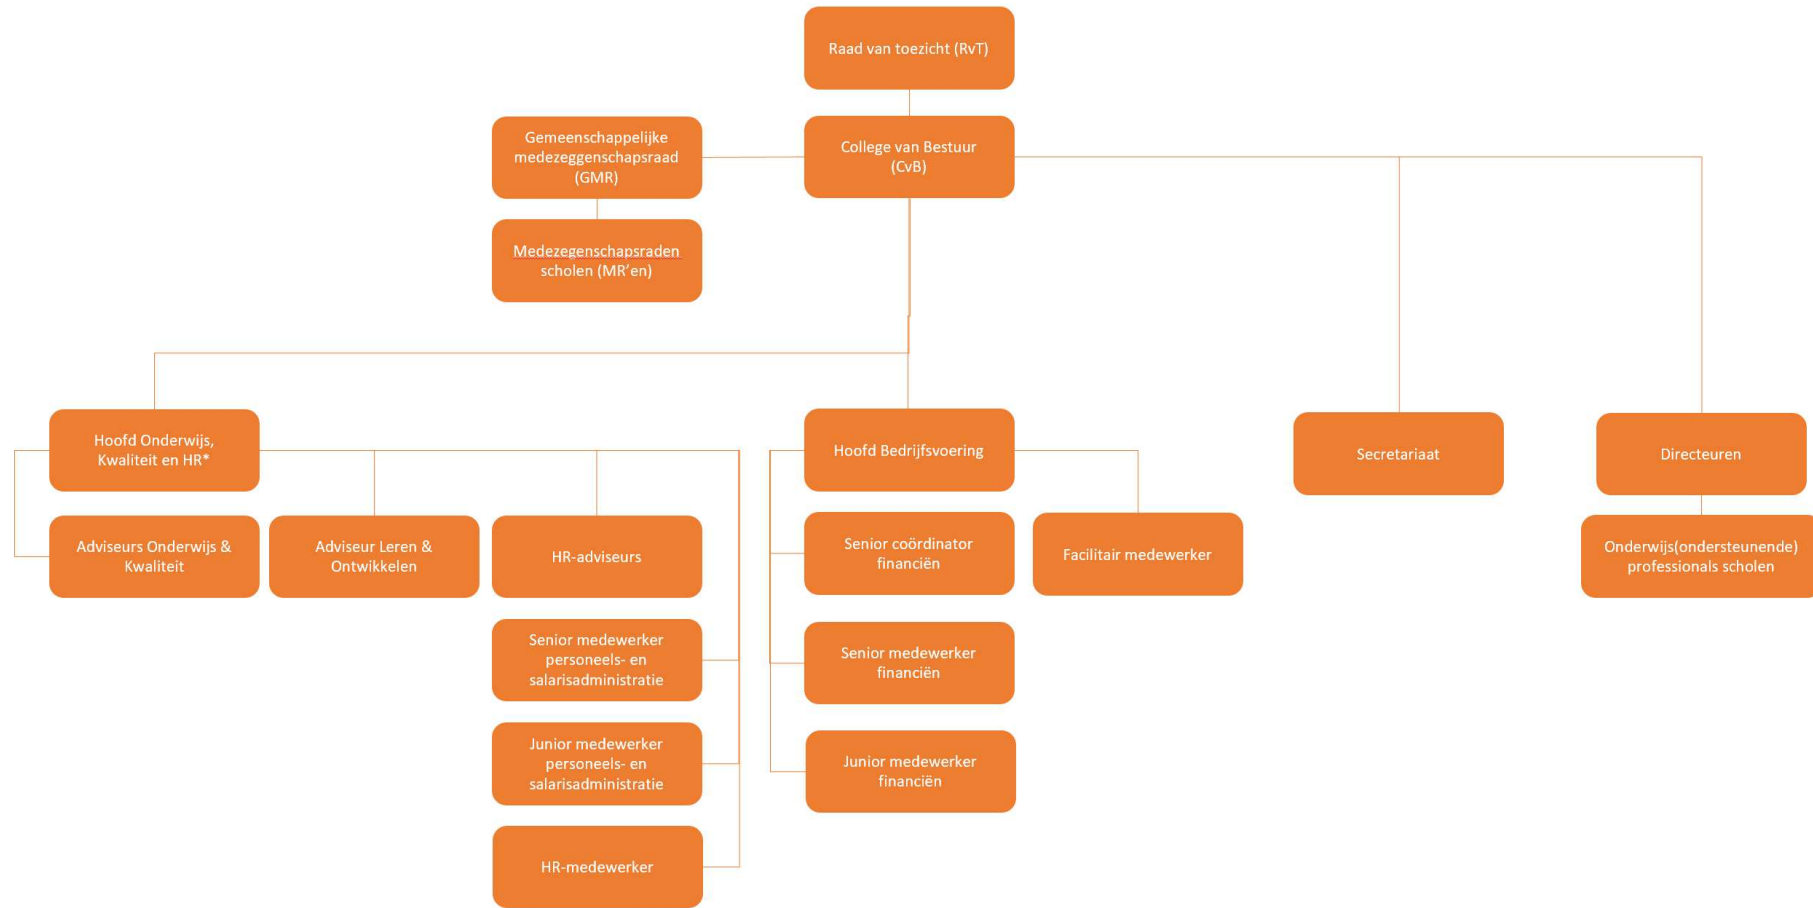 Raad van toezicht (RvT)
Gemeenschappelijke
medezeggenschapsraad
(GMR)
College van Bestuur
(CvB)
Medezegenschapsraden
scholen (MR’en)
Hoofd Onderwijs,
Kwaliteit en HR*
Hoofd Bedrijfsvoering
Secretariaat
Directeuren
Adviseurs Onderwijs &
Kwaliteit
Adviseur Leren &
Ontwikkelen
HR-adviseurs
Senior coördinator
financiën
Facilitair medewerker
Onderwijs(ondersteunende)
professionals scholen
Senior medewerker
personeels- en
salarisadministratie
Senior medewerker
financiën
Junior medewerker
personeels- en
salarisadministratie
Junior medewerker
financiën
HR-medewerker